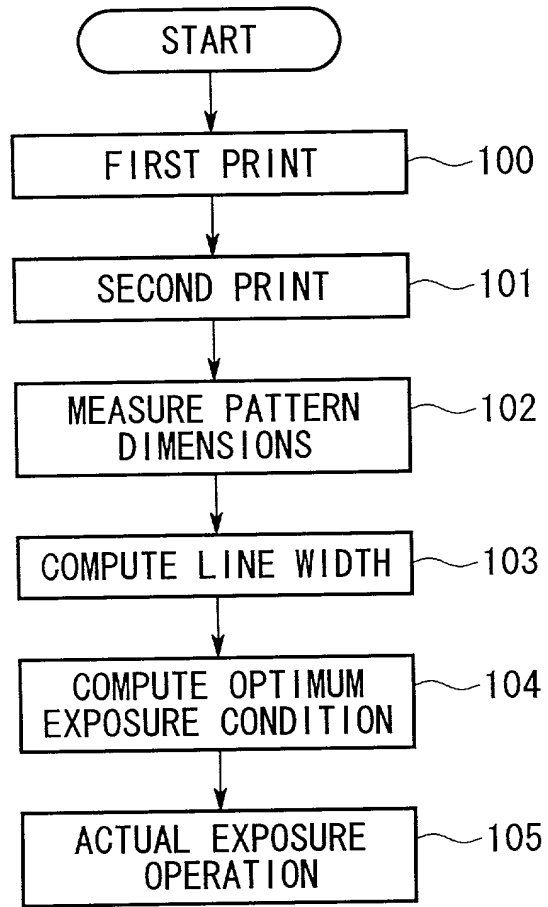 START
FIRST PRINT 100
SECOND PRINT 101
MEASURE PATTERN
DIMENSIONS
102
COMPUTE LINE WIDTH 103
COMPUTE OPTIMUM
EXPOSURE CONDITION
104
ACTUAL EXPOSURE
OPERATION
105